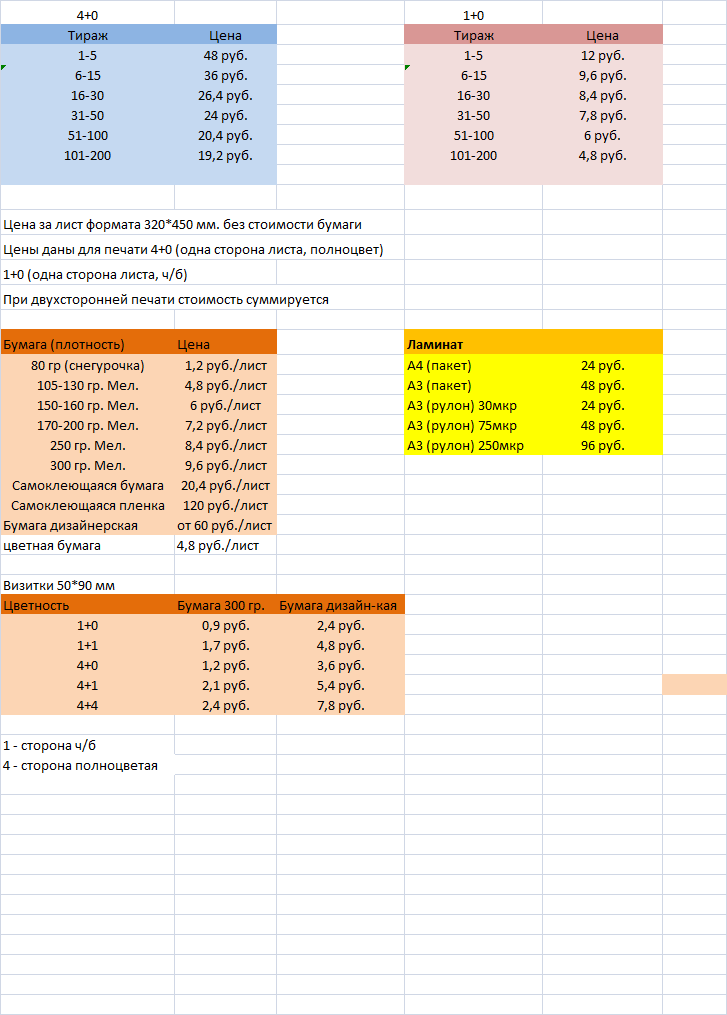 4+0 1+0
Тираж Цена Тираж Цена
1-5 48 руб. 1-5 12 руб.
6-15 36 руб. 6-15 9,6 руб.
16-30 26,4 руб. 16-30 8,4 руб.
31-50 24 руб. 31-50 7,8 руб.
51-100 20,4 руб. 51-100 6 руб.
101-200 19,2 руб. 101-200 4,8 руб.
Цена за лист формата 320*450 мм. без стоимости бумаги
Цены даны для печати 4+0 (одна сторона листа, полноцвет)
1+0 (одна сторона листа, ч/б)
При двухсторонней печати стоимость суммируется
Бумага (плотность) Цена Ламинат
80 гр (снегурочка) 1,2 руб./лист А4 (пакет) 24 руб.
105-130 гр. Мел. 4,8 руб./лист А3 (пакет) 48 руб.
150-160 гр. Мел. 6 руб./лист А3 (рулон) 30мкр 24 руб.
170-200 гр. Мел. 7,2 руб./лист А3 (рулон) 75мкр 48 руб.
250 гр. Мел. 8,4 руб./лист А3 (рулон) 250мкр 96 руб.
300 гр. Мел. 9,6 руб./лист
Самоклеющаяся бумага 20,4 руб./лист
Самоклеющаяся пленка 120 руб./лист
Бумага дизайнерская от 60 руб./лист
цветная бумага 4,8 руб./лист
Визитки 50*90 мм
Цветность Бумага 300 гр. Бумага дизайн-кая
1+0 0,9 руб. 2,4 руб.
1+1 1,7 руб. 4,8 руб.
4+0 1,2 руб. 3,6 руб.
4+1 2,1 руб. 5,4 руб.
4+4 2,4 руб. 7,8 руб.
1 - сторона ч/б
4 - сторона полноцветая